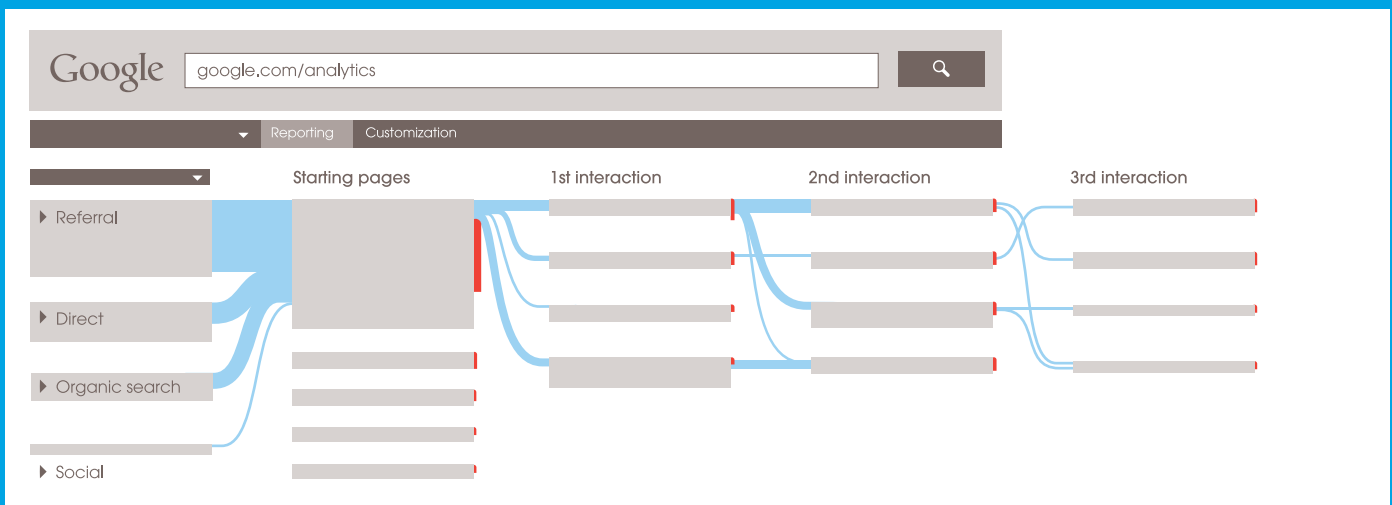 Google
google.com/analytics
Reporting Customization
Starting pages 1st interaction 2nd interaction 3rd interaction
Referral
Direct
Organic search
Social